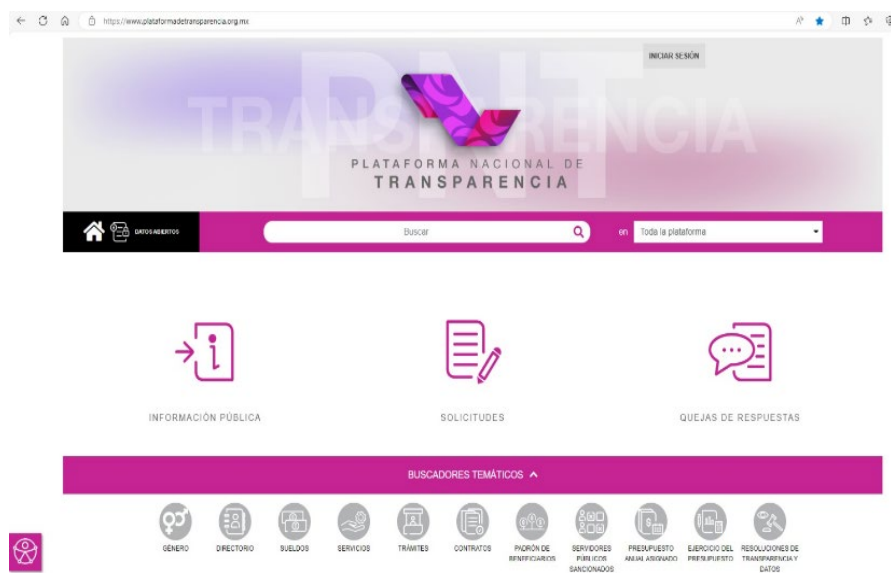 https://www.plataformadetransparencia.org.mx
INICIAR SESIÓN
PNT
TRANSPARENCIA
PLATAFORMA NACIONAL DE
TRANSPARENCIA
DATOS ABIERTOS
Buscar
en
Toda la plataforma
INFORMACIÓN PÚBLICA
SOLICITUDES
QUEJAS DE RESPUESTAS
BUSCADORES TEMÁTICOS
GÉNERO
DIRECTORIO
SUELDOS
SERVICIOS
TRÁMITES
CONTRATOS
PADRÓN DE
BENEFICIARIOS
SERVIDORES
PÚBLICOS
SANCIONADOS
PRESUPUESTO
ANUAL ASIGNADO
EJERCICIO DEL
PRESUPUESTO
RESOLUCIONES DE
TRANSPARENCIA Y
DATOS